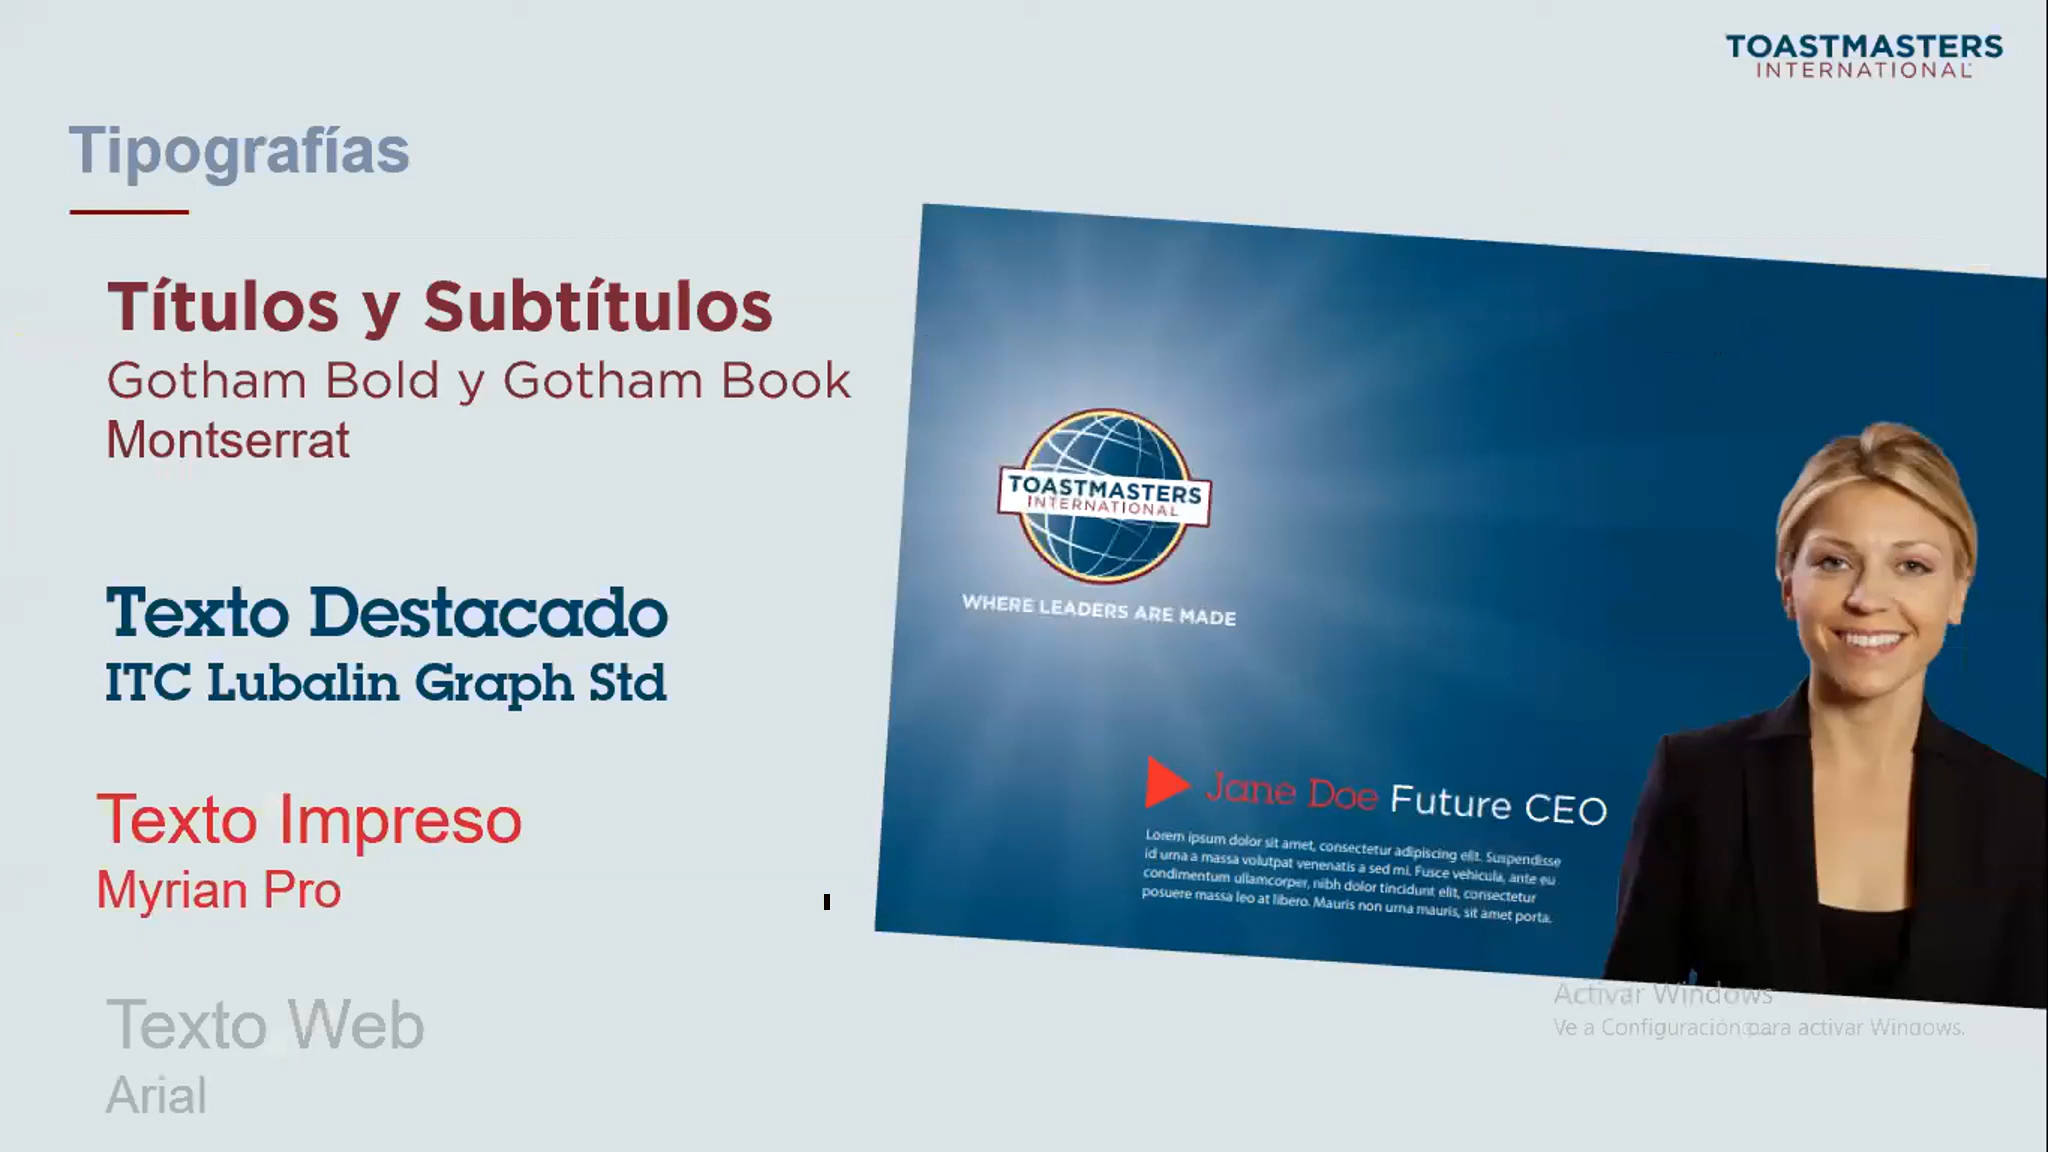 TOASTMASTERS
INTERNATIONAL
Tipografías
Títulos y Subtítulos
Gotham Bold y Gotham Book
Montserrat
Texto Destacado
ITC Lubalin Graph Std
Texto Impreso
Myrian Pro
Texto Web
Arial
TOASTMASTERS
INTERNATIONAL
WHERE LEADERS ARE MADE
Jane Doe Future CEO
Lorem ipsum dolor sit amet, consectetur adipiscing elit. Suspendisse
id urna a massa volutpat venenatis a sed mi. Fusce vehicula, ante eu
condimentum ullamcorper, nibh dolor tincidunt elit, consectetur
posuere massa leo at libero. Mauris non urna mauris, sit amet porta.
Activar Windows
Ve a Configuración para activar Windows.